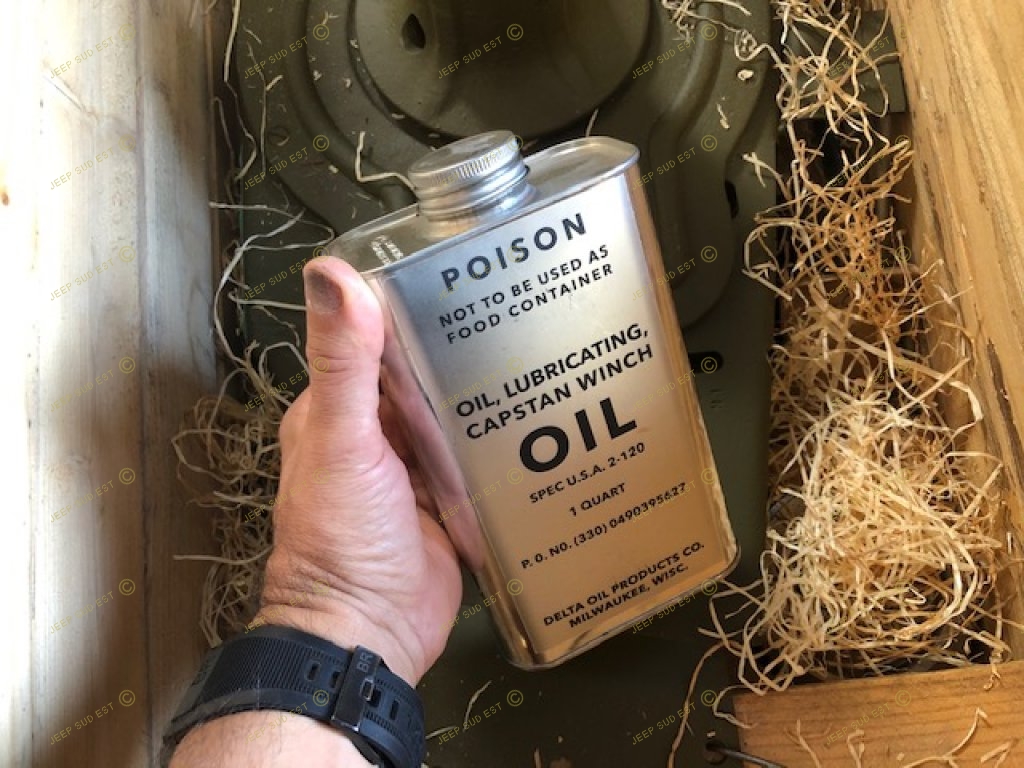 POISON
NOT TO BE USED AS
FOOD CONTAINER
OIL, LUBRICATING,
CAPSTAN WINCH
OIL
SPEC U.S.A. 2-120
1 QUART
P. O. NO. (330) 0490395627
DELTA OIL PRODUCTS CO.
MILWAUKEE, WISC.
BR
JEEP SUD EST ©